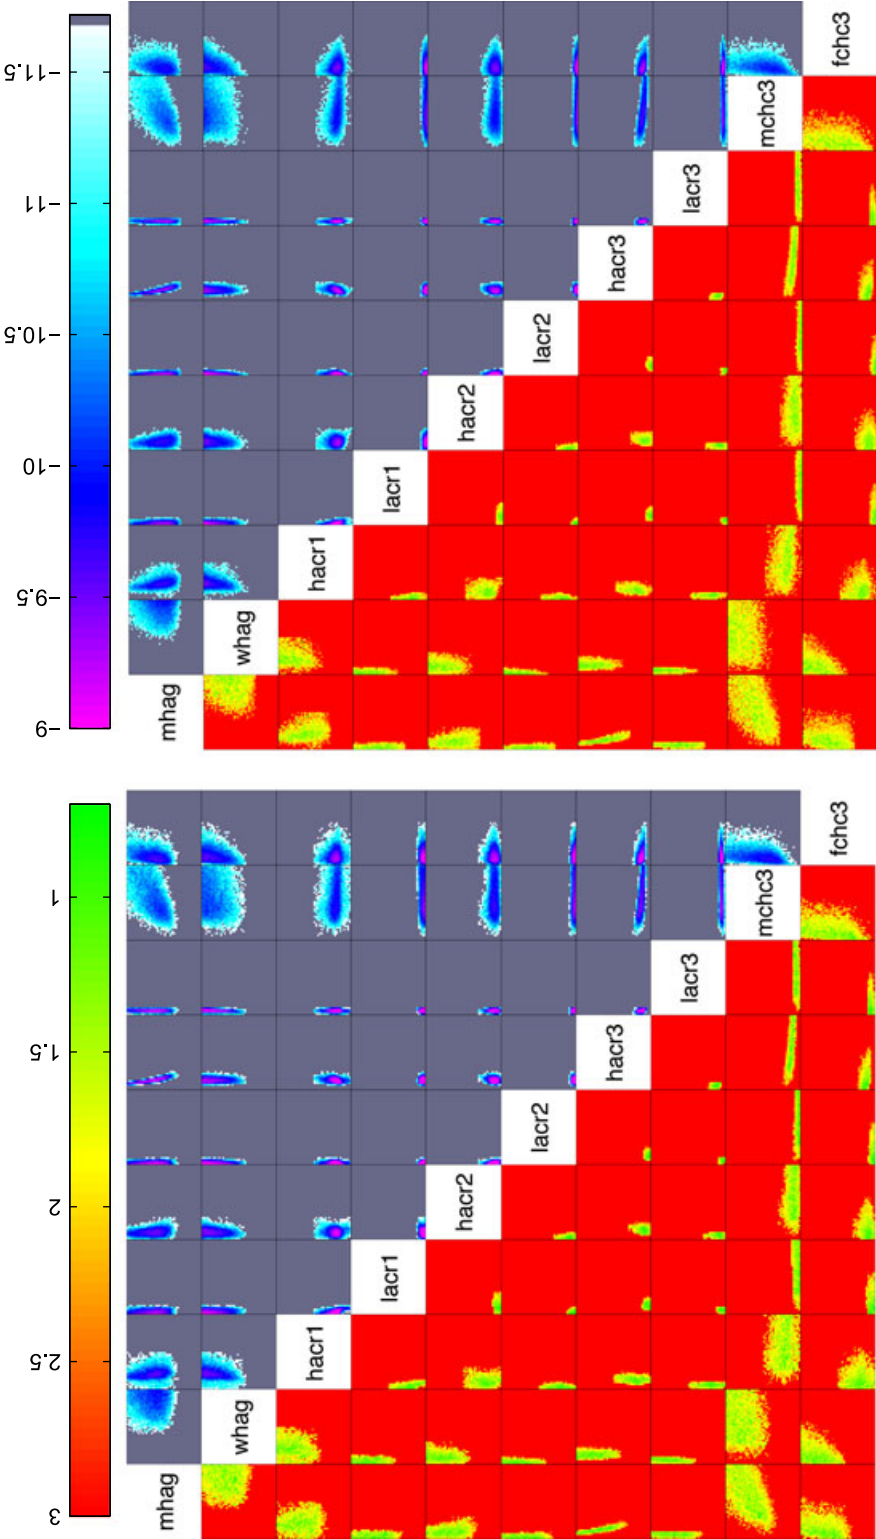 −11.5
−11
−10.5
−10
−9.5
−9
fchc3
mchc3
lacr3
hacr3
lacr2
hacr2
lacr1
hacr1
whag
mhag
1
1.5
2
2.5
3
fchc3
mchc3
lacr3
hacr3
lacr2
hacr2
lacr1
hacr1
whag
mhag